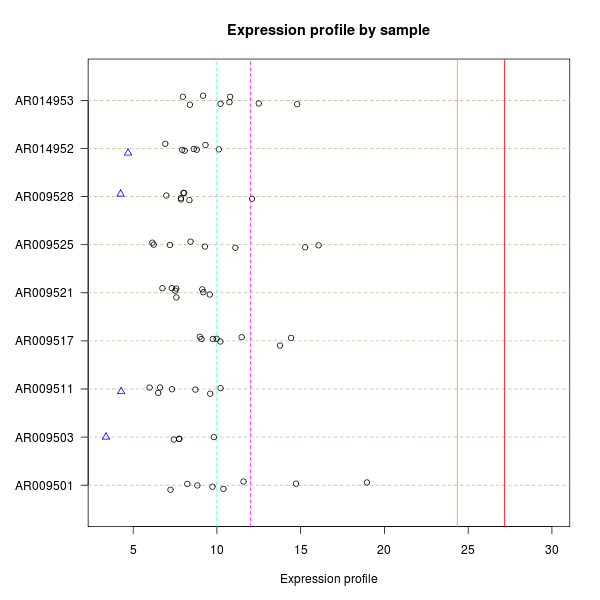 Expression profile by sample
AR014953
AR014952
AR009528
AR009525
AR009521
AR009517
AR009511
AR009503
AR009501
5 10 15 20 25 30
Expression profile